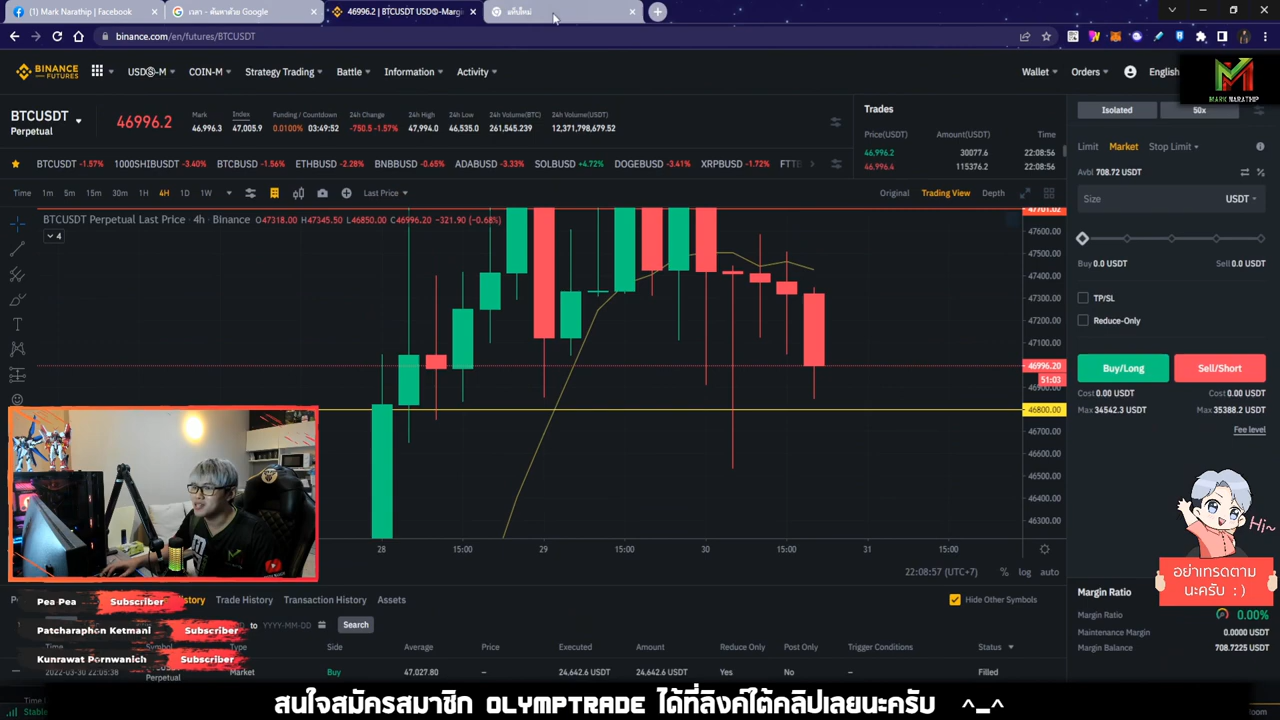 (1) Mark Narathip | Facebook
เวลา - ค้นหาด้วย Google
46996.2 | BTCUSDT USDⓈ-Margi
แท็บใหม่
binance.com/en/futures/BTCUSDT
BINANCE FUTURES
USDⓈ-M
COIN-M
Strategy Trading
Battle
Information
Activity
Wallet
Orders
English
MARK NARATHIP
BTCUSDT
Perpetual
46996.2
Mark
46,996.3
Index
47,005.9
Funding / Countdown
0.0100% 03:49:52
24h Change
-750.5 -1.57%
24h High
47,994.0
24h Low
46,535.0
24h Volume(BTC)
261,545.239
24h Volume(USDT)
12,371,798,679.52
BTCUSDT -1.57%
1000SHIBUSDT -3.40%
BTCBUSD -1.56%
ETHBUSD -2.28%
BNBBUSD -0.65%
ADABUSD -3.33%
SOLBUSD +4.72%
DOGEBUSD -3.41%
XRPBUSD -1.72%
FTTB
Time 1m 5m 15m 30m 1H 4H 1D 1W
Last Price
Original
Trading View
Depth
BTCUSDT Perpetual Last Price · 4h · Binance O47318.00 H47345.50 L46850.00 C46996.20 -321.90 (-0.68%)
4
47701.02
47600.00
47500.00
47400.00
47300.00
47200.00
47100.00
46996.20
51:03
46900.00
46800.00
46700.00
46600.00
46500.00
46400.00
46300.00
28 15:00 29 15:00 30 15:00 31 15:00
22:08:57 (UTC+7)
% log auto
Trades
Price(USDT) Amount(USDT) Time
46,996.2 30077.6 22:08:56
46,996.4 115376.2 22:08:56
Isolated
50x
Limit Market Stop Limit
Avbl 708.72 USDT
Size USDT
Buy 0.0 USDT
Sell 0.0 USDT
TP/SL
Reduce-Only
Buy/Long
Sell/Short
Cost 0.00 USDT
Cost 0.00 USDT
Max 34542.3 USDT
Max 35388.2 USDT
Fee level
Hi~
อย่าเทรดตาม
นะครับ : )
Margin Ratio
Margin Ratio 0.00%
Maintenance Margin 0.0000 USDT
Margin Balance 708.7225 USDT
Trade History
Transaction History
Assets
Hide Other Symbols
to YYYY-MM-DD
Search
Time Symbol Type Side Average Price Executed Amount Reduce Only Post Only Trigger Conditions Status
2022-03-30 22:05:38
Perpetual Market Buy 47,027.80 24,642.6 USDT 24,642.6 USDT Yes No Filled
Pea Pea Subscriber
Patcharaphon Ketmani Subscriber
Kunrawat Pornwanich Subscriber
สนใจสมัครสมาชิก OLYMPTRADE ได้ที่ลิงค์ใต้คลิปเลยนะครับ ^_^